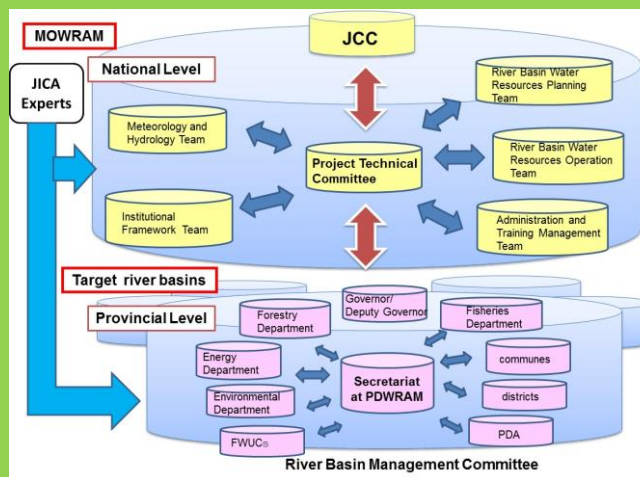 MOWRAM
JCC
National Level
JICA
Experts
River Basin Water
Resources Planning
Team
Meteorology and
Hydrology Team
Project Technical
Committee
River Basin Water
Resources Operation
Team
Institutional
Framework Team
Administration and
Training Management
Team
Target river basins
Provincial Level
Governor/
Deputy Governor
Forestry
Department
Fisheries
Department
Energy
Department
communes
Secretariat
at PDWRAM
Environmental
Department
districts
FWUCs
PDA
River Basin Management Committee